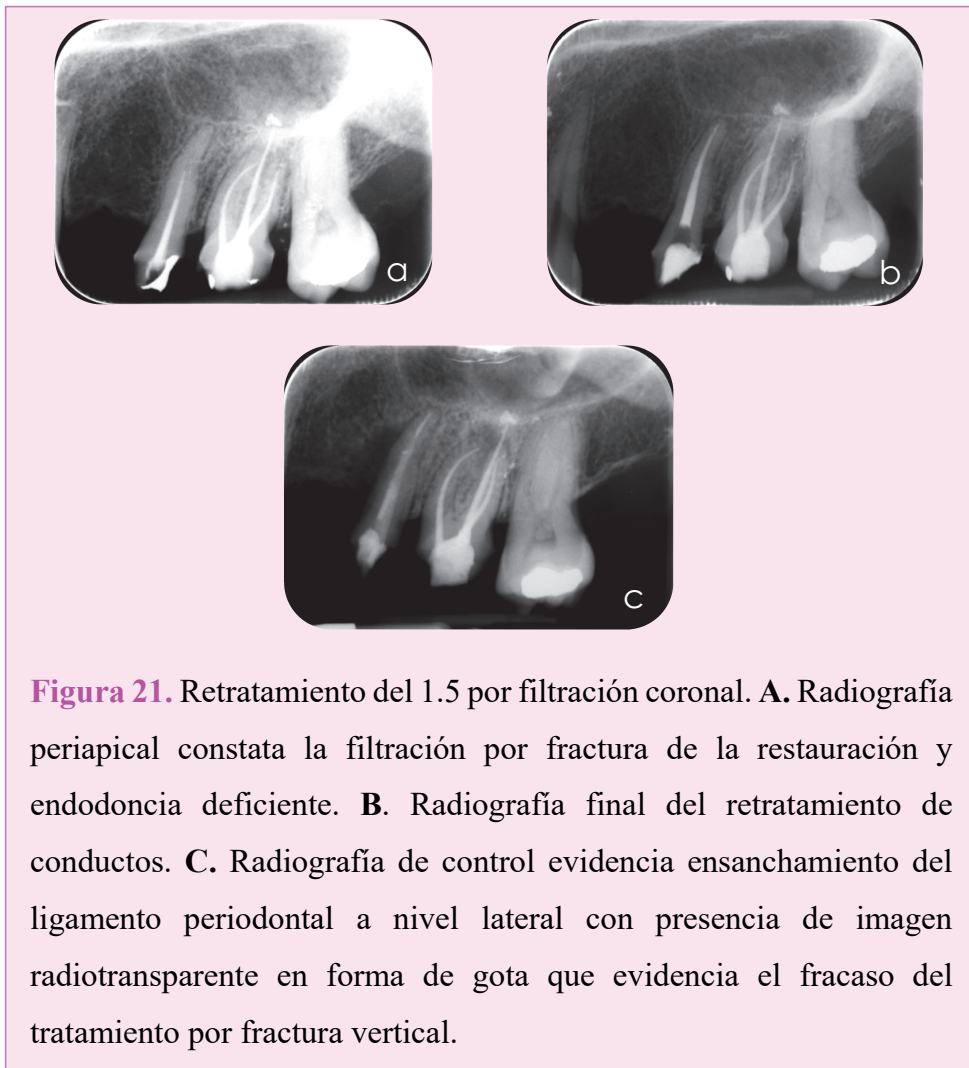 a
b
c
Figura 21. Retratamiento del 1.5 por filtración coronal. A. Radiografía
periapical constata la filtración por fractura de la restauración y
endodoncia deficiente. B. Radiografía final del retratamiento de
conductos. C. Radiografía de control evidencia ensanchamiento del
ligamento periodontal a nivel lateral con presencia de imagen
radiotransparente en forma de gota que evidencia el fracaso del
tratamiento por fractura vertical.